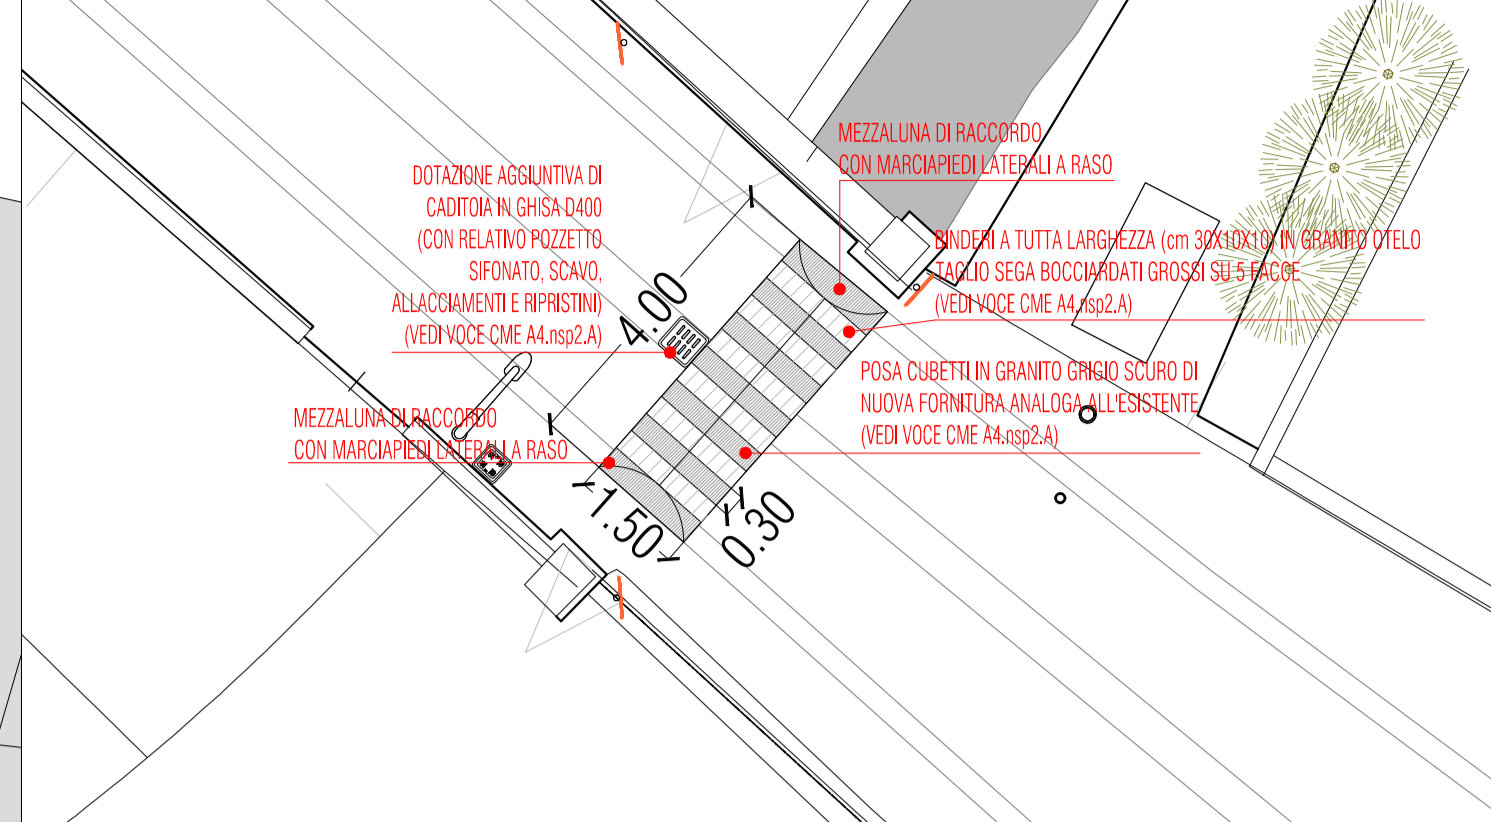 MEZZALUNA DI RACCORDO
CON MARCIAPIEDI LATERALI A RASO
DOTAZIONE AGGIUNTIVA DI
CADITOIA IN GHISA D400
(CON RELATIVO POZZETTO
SIFONATO, SCAVO,
ALLACCIAMENTI E RIPRISTINI)
(VEDI VOCE CME A4.nsp2.A)
BINDERI A TUTTA LARGHEZZA (cm 30X10X10) IN GRANITO OTELO
TAGLIO SEGA BOCCIARDATI GROSSI SU 5 FACCE
(VEDI VOCE CME A4.nsp2.A)
4.00
POSA CUBETTI IN GRANITO GRIGIO SCURO DI
NUOVA FORNITURA ANALOGA ALL'ESISTENTE
(VEDI VOCE CME A4.nsp2.A)
MEZZALUNA DI RACCORDO
CON MARCIAPIEDI LATERALI A RASO
1.50
0.30